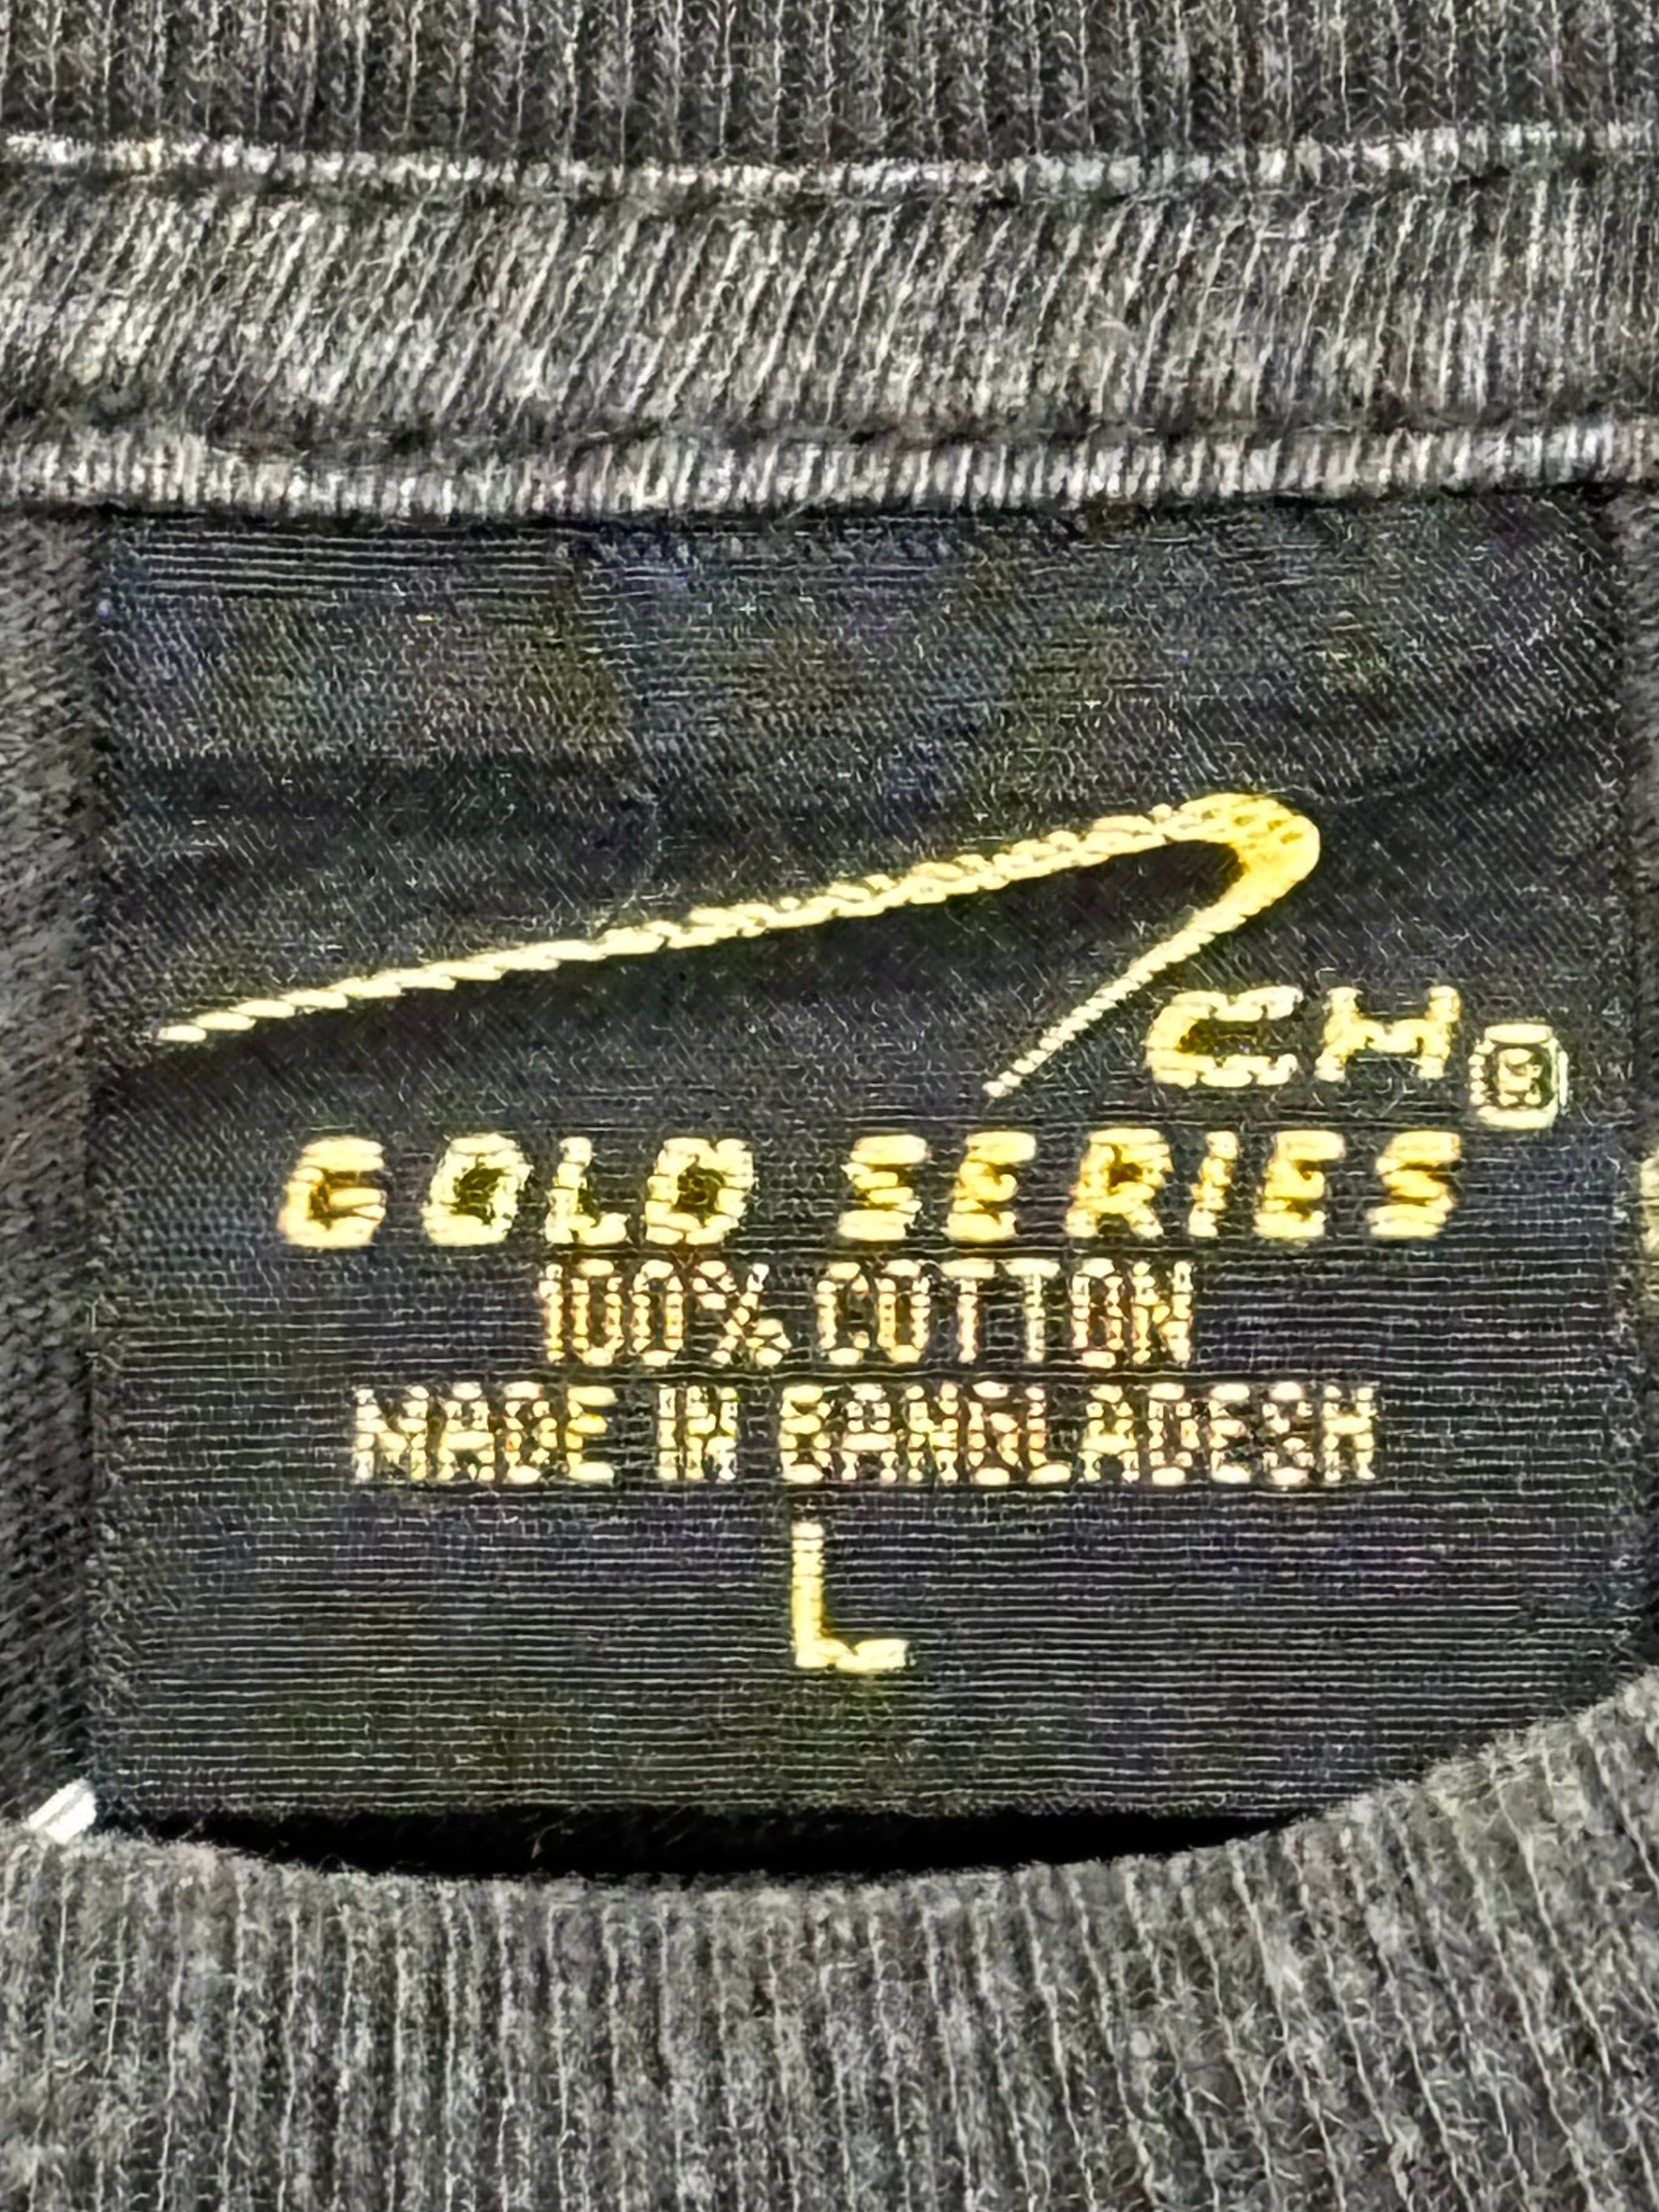 CH®
GOLD SERIES
100% COTTON
MADE IN BANGLADESH
L